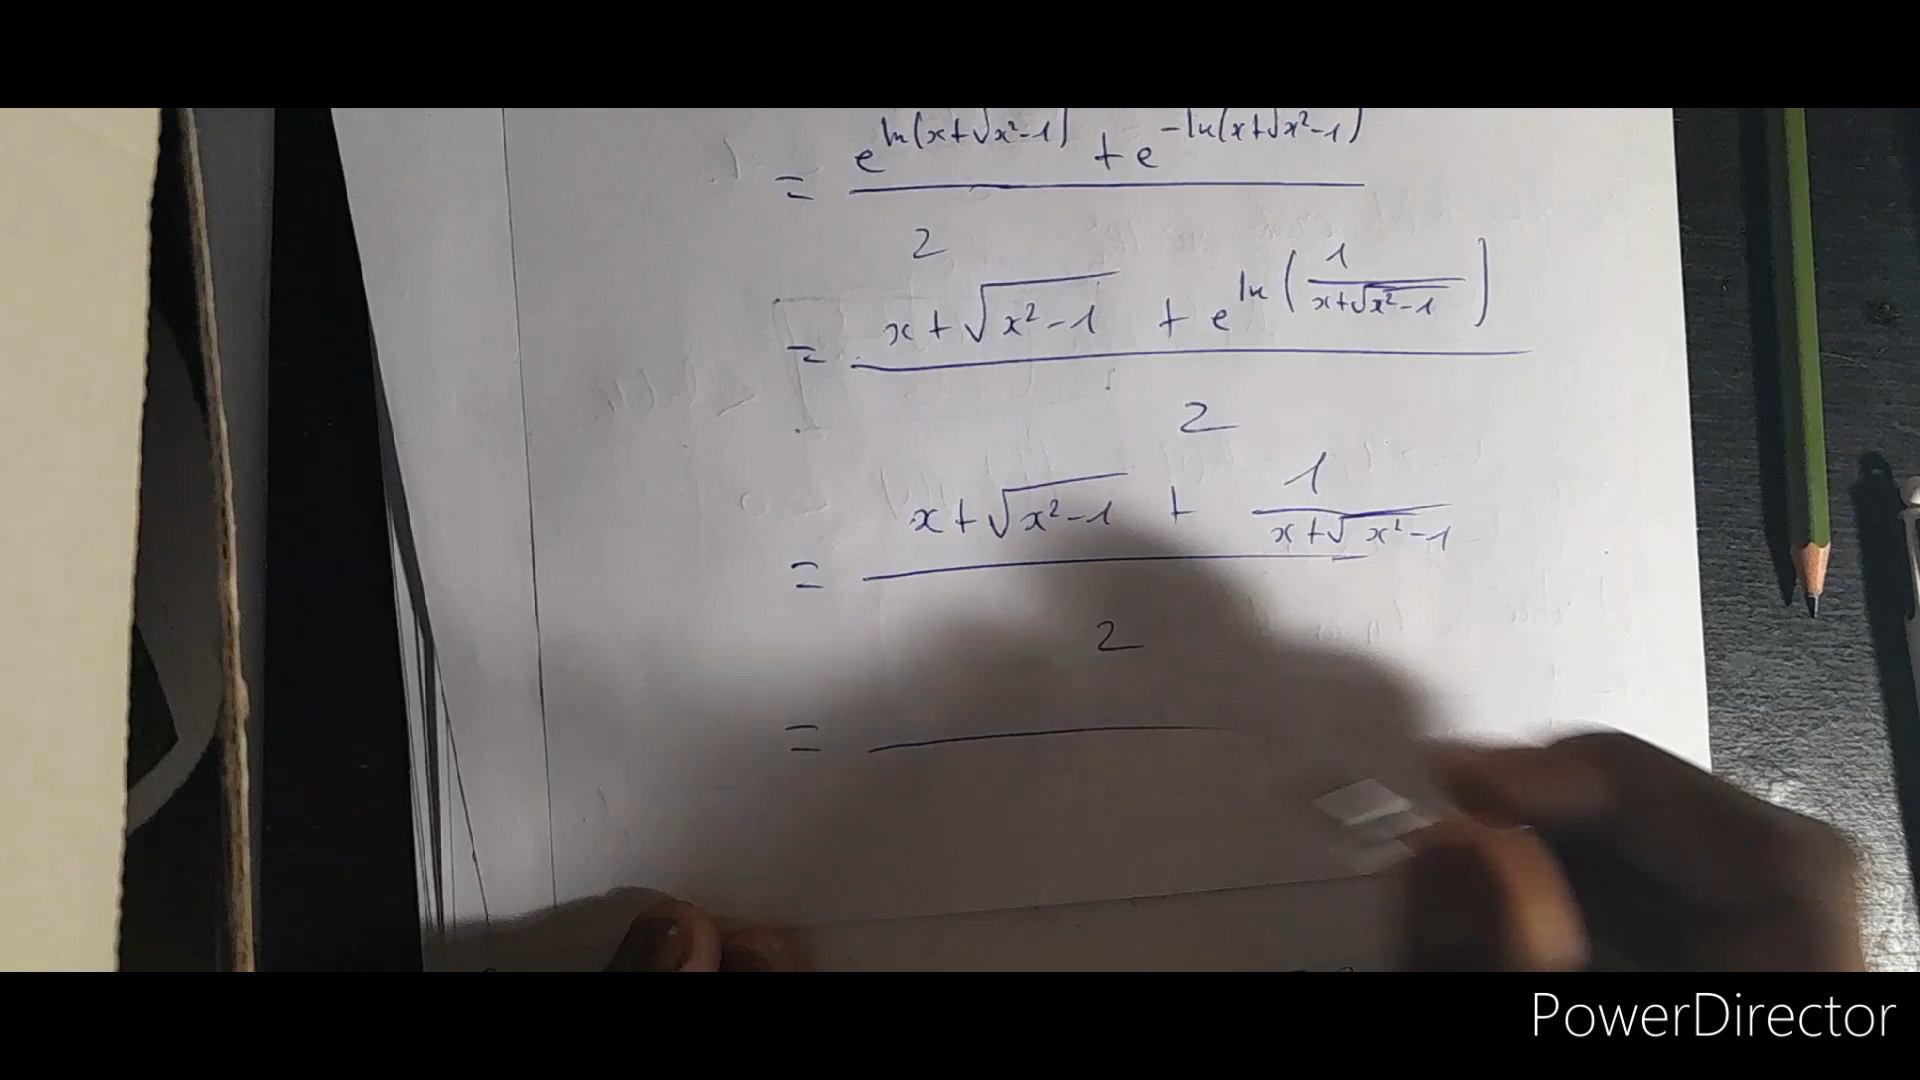 = (e^{ln(x+√x²-1)} + e^{-ln(x+√x²-1)}) / 2
= (x+√(x²-1) + e^{ln(1/(x+√(x²-1)))}) / 2
= (x+√(x²-1) + 1/(x+√(x²-1))) / 2
=
PowerDirector